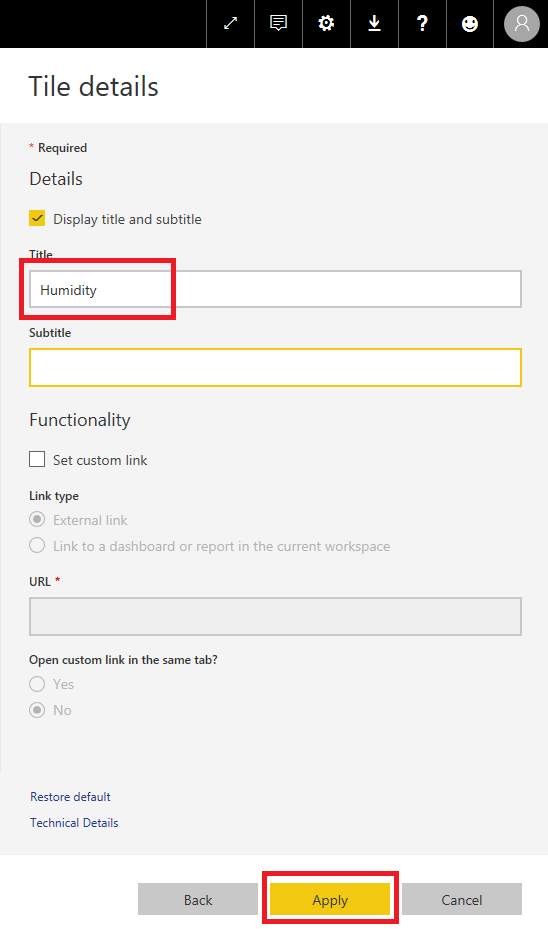 ?
Tile details
* Required
Details
Display title and subtitle
Title
Humidity
Subtitle
Functionality
Set custom link
Link type
External link
Link to a dashboard or report in the current workspace
URL *
Open custom link in the same tab?
Yes
No
Restore default
Technical Details
Back Apply Cancel